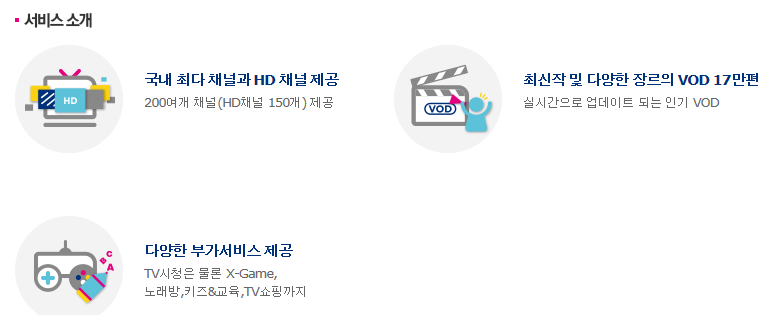 서비스 소개
HD
국내 최다 채널과 HD 채널 제공
200여개 채널(HD채널 150개) 제공
VOD
최신작 및 다양한 장르의 VOD 17만편
실시간으로 업데이트 되는 인기 VOD
B C A
다양한 부가서비스 제공
TV시청은 물론 X-Game,
노래방,키즈&교육,TV쇼핑까지